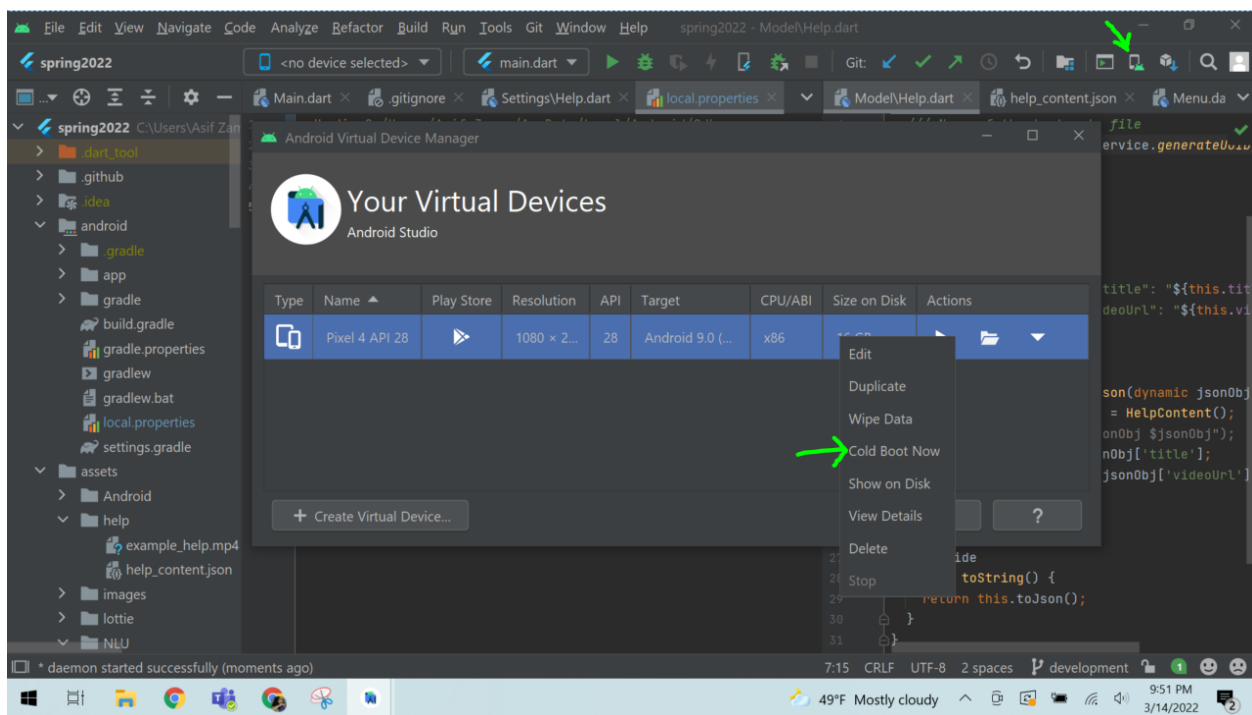 File Edit View Navigate Code Analyze Refactor Build Run Tools Git Window Help spring2022 - Model\Help.dart
spring2022 <no device selected> main.dart Git:
... Main.dart .gitignore Settings\Help.dart local.properties Model\Help.dart help_content.json Menu.da
spring2022 C:\Users\Asif Zan
.dart_tool
.github
.idea
android
.gradle
app
gradle
build.gradle
gradle.properties
gradlew
gradlew.bat
local.properties
settings.gradle
assets
Android
help
example_help.mp4
help_content.json
images
lottie
NLU
Android Virtual Device Manager
Your Virtual Devices
Android Studio
Type Name Play Store Resolution API Target CPU/ABI Size on Disk Actions
Pixel 4 API 28 1080 × 2... 28 Android 9.0 (... x86
Edit
Duplicate
Wipe Data
Cold Boot Now
Show on Disk
View Details
Delete
Stop
+ Create Virtual Device...
?
file
ervice.generateUuid
title": "${this.tit
deoUrl": "${this.vi
son(dynamic jsonObj
= HelpContent();
onObj $jsonObj");
nObj['title'];
jsonObj['videoUrl']
ide
toString() {
29 return this.toJson();
30 }
31 }
* daemon started successfully (moments ago) 7:15 CRLF UTF-8 2 spaces development 1
49°F Mostly cloudy 9:51 PM
3/14/2022 2